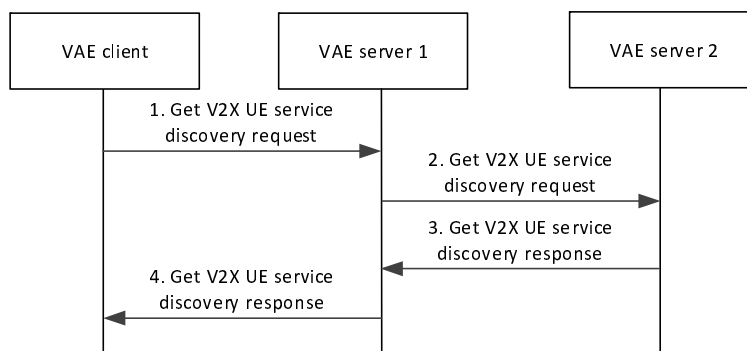 VAE client
VAE server 1
VAE server 2
1. Get V2X UE service
discovery request
2. Get V2X UE service
discovery request
3. Get V2X UE service
discovery response
4. Get V2X UE service
discovery response